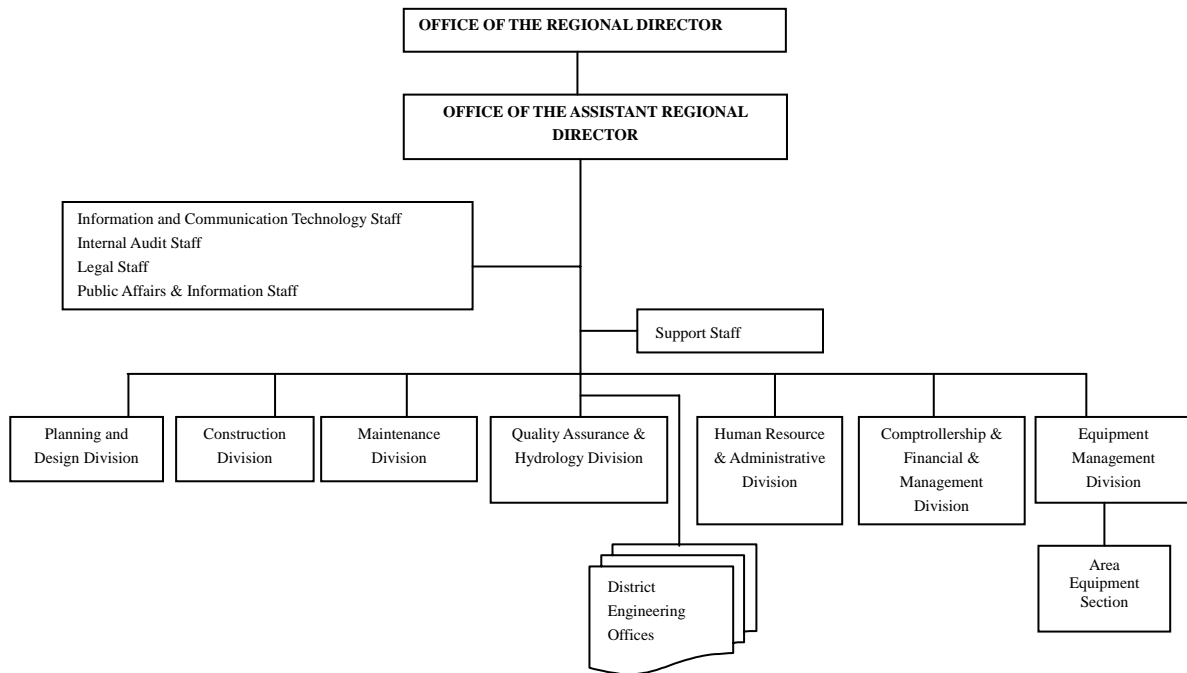 OFFICE OF THE REGIONAL DIRECTOR
OFFICE OF THE ASSISTANT REGIONAL
DIRECTOR
Information and Communication Technology Staff
Internal Audit Staff
Legal Staff
Public Affairs & Information Staff
Support Staff
Planning and
Design Division
Construction
Division
Maintenance
Division
Quality Assurance &
Hydrology Division
Human Resource
& Administrative
Division
Comptrollership &
Financial &
Management
Division
Equipment
Management
Division
District
Engineering
Offices
Area
Equipment
Section